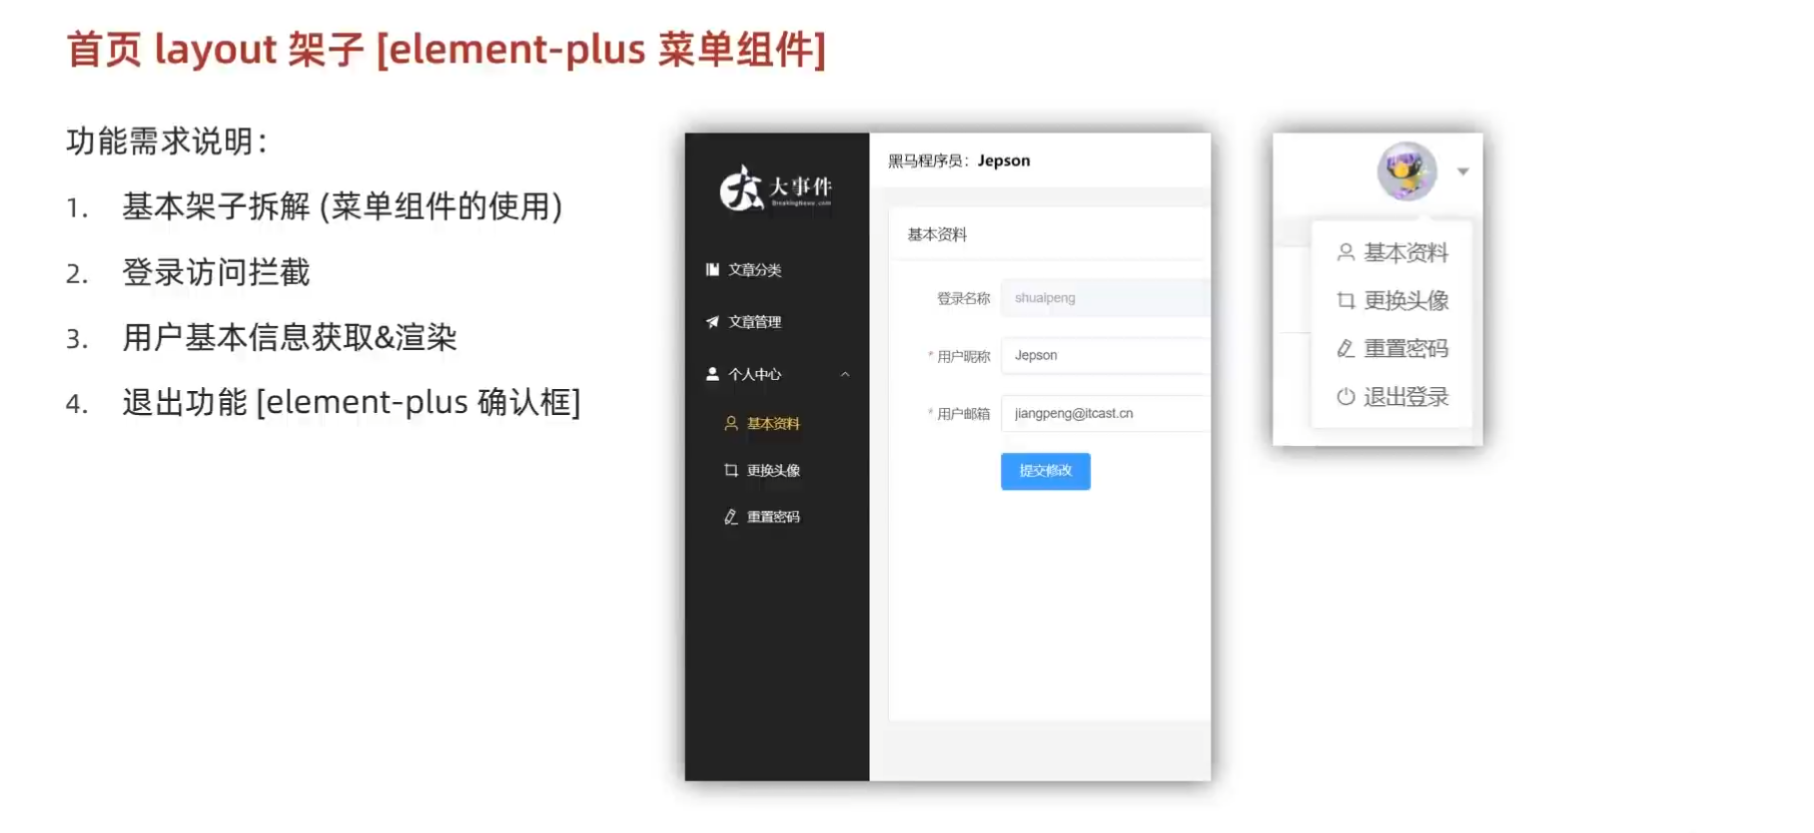 首页 layout 架子 [element-plus 菜单组件]
功能需求说明：
1. 基本架子拆解 (菜单组件的使用)
2. 登录访问拦截
3. 用户基本信息获取&渲染
4. 退出功能 [element-plus 确认框]
大事件
BreakingNews.com
文章分类
文章管理
个人中心
基本资料
更换头像
重置密码
黑马程序员：Jepson
基本资料
登录名称 shuaipeng
* 用户昵称 Jepson
* 用户邮箱 jiangpeng@itcast.cn
提交修改
基本资料
更换头像
重置密码
退出登录